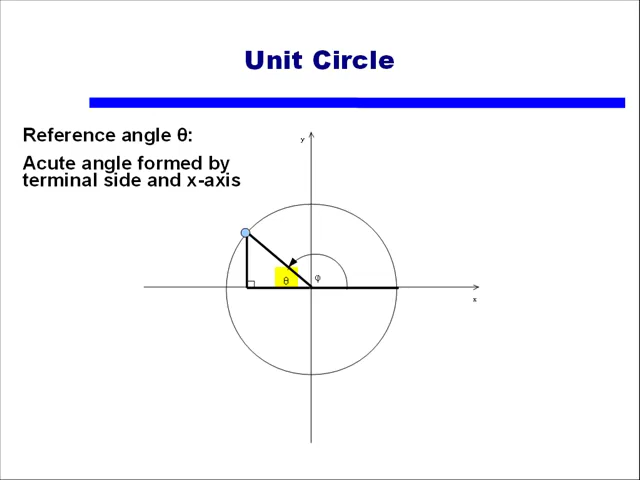 Unit Circle
Reference angle θ:
Acute angle formed by
terminal side and x-axis
y
θ
φ
x